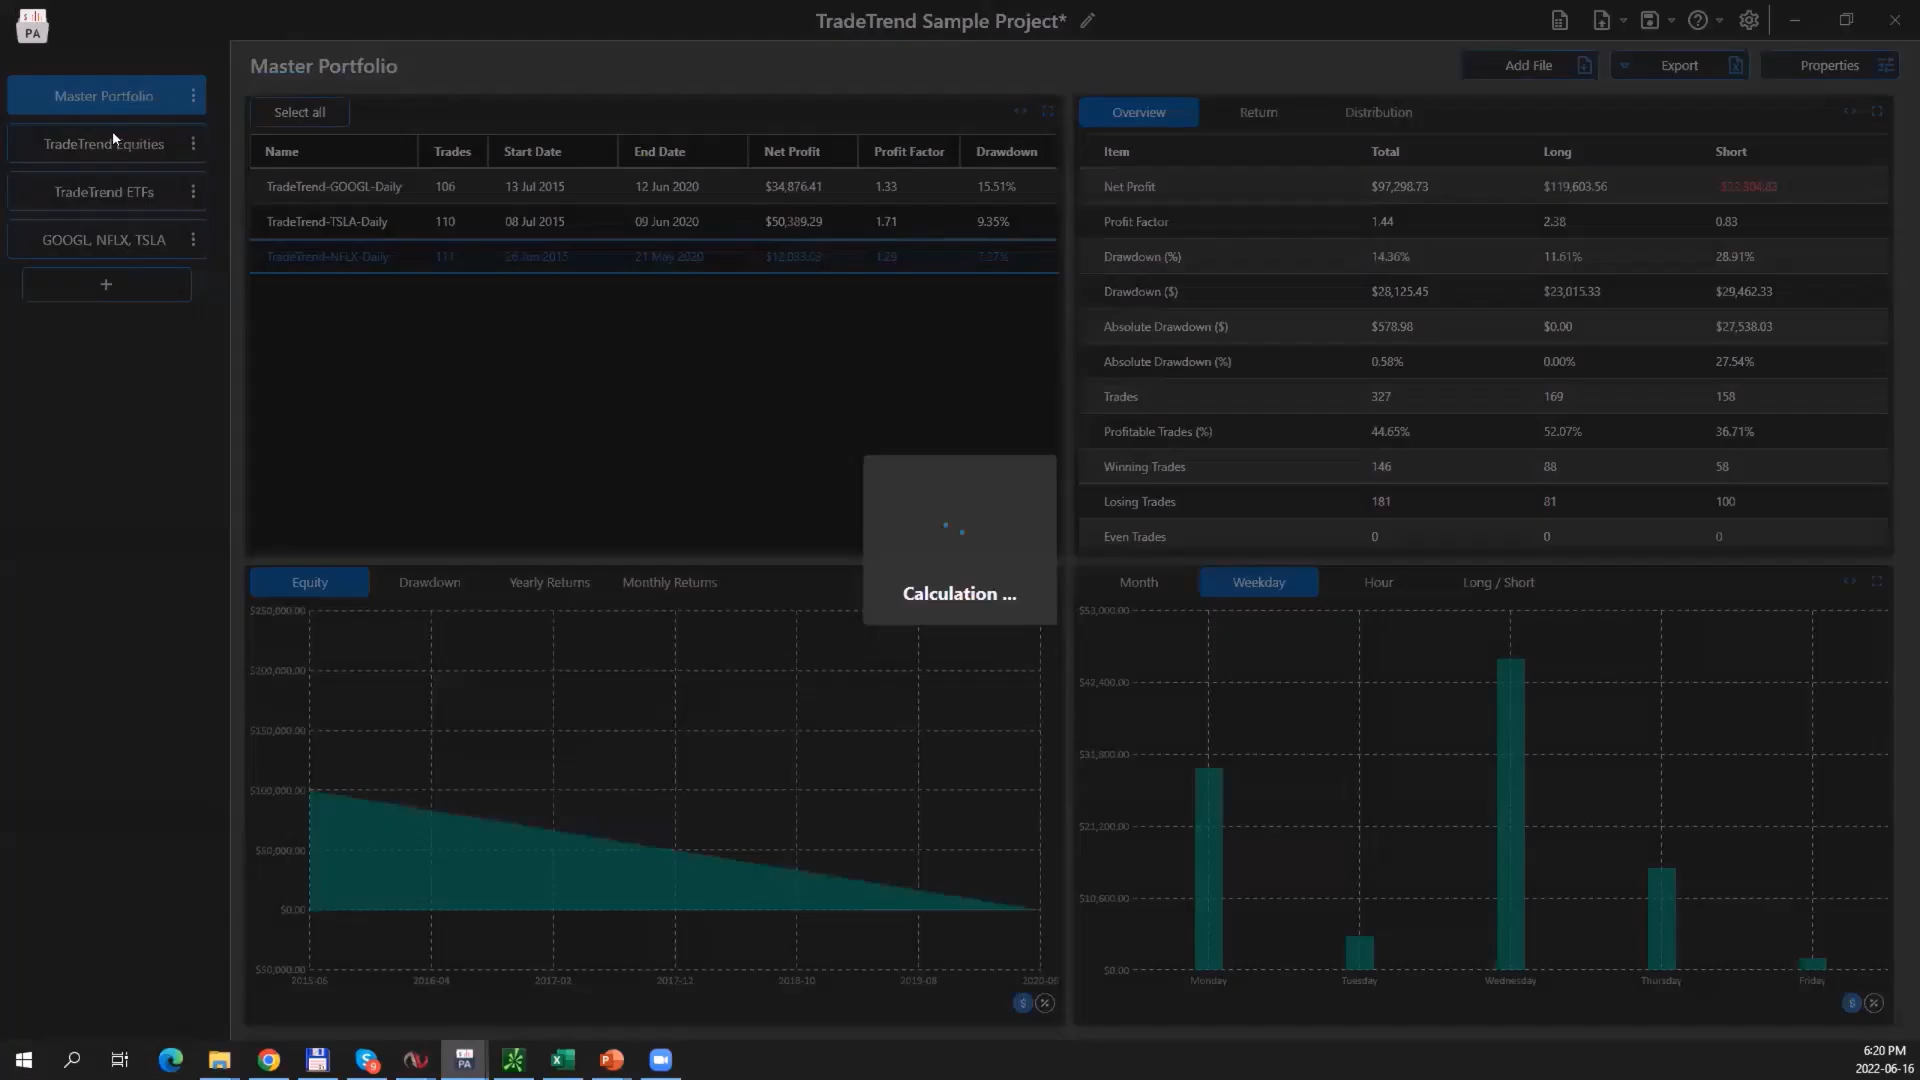 PA
TradeTrend Sample Project*
Master Portfolio
TradeTrend Equities
TradeTrend ETFs
GOOGL, NFLX, TSLA
+
Master Portfolio
Add File
Export
Properties
Select all
Name Trades Start Date End Date Net Profit Profit Factor Drawdown
TradeTrend-GOOGL-Daily 106 13 Jul 2015 12 Jun 2020 $34,876.41 1.33 15.51%
TradeTrend-TSLA-Daily 110 08 Jul 2015 09 Jun 2020 $50,389.29 1.71 9.35%
TradeTrend-NFLX-Daily 111 26 Jun 2015 21 May 2020 1.29
Overview Return Distribution
Item Total Long Short
Net Profit $97,298.73 $119,603.56
Profit Factor 1.44 2.38 0.83
Drawdown (%) 14.36% 11.61% 28.91%
Drawdown ($) $28,125.45 $23,015.33 $29,462.33
Absolute Drawdown ($) $578.98 $0.00 $27,538.03
Absolute Drawdown (%) 0.58% 0.00% 27.54%
Trades 327 169 158
Profitable Trades (%) 44.65% 52.07% 36.71%
Winning Trades 146 88 58
Losing Trades 181 81 100
Even Trades 0 0 0
Calculation ...
Equity Drawdown Yearly Returns Monthly Returns
$250,000.00
$200,000.00
$150,000.00
$100,000.00
$50,000.00
$0.00
$50,000.00
2015-06 2016-04 2017-02 2017-12 2018-10 2019-08
$ %
Month Weekday Hour Long / Short
$53,000.00
$42,400.00
$31,800.00
$21,200.00
$10,600.00
$0.00
Monday Tuesday Wednesday Thursday Friday
$ %
6:20 PM
2022-06-16